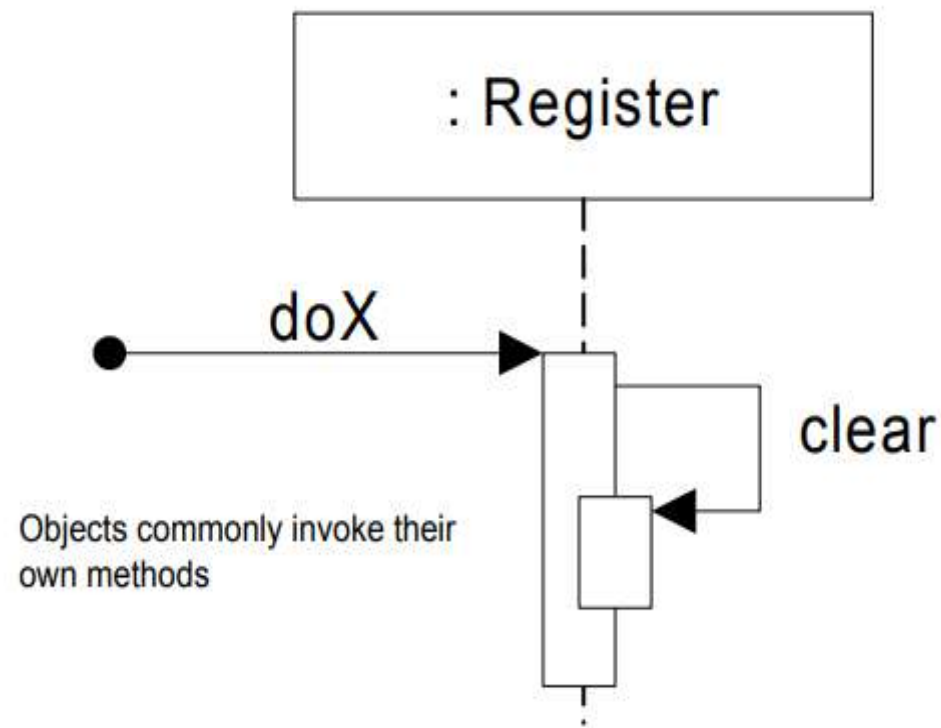 : Register
doX
clear
Objects commonly invoke their
own methods